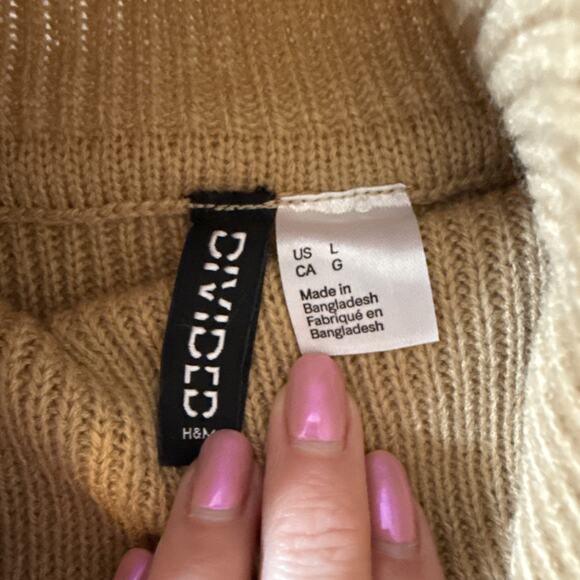 DIVIDED
H&M
US L
CA G
Made in
Bangladesh
Fabriqué en
Bangladesh